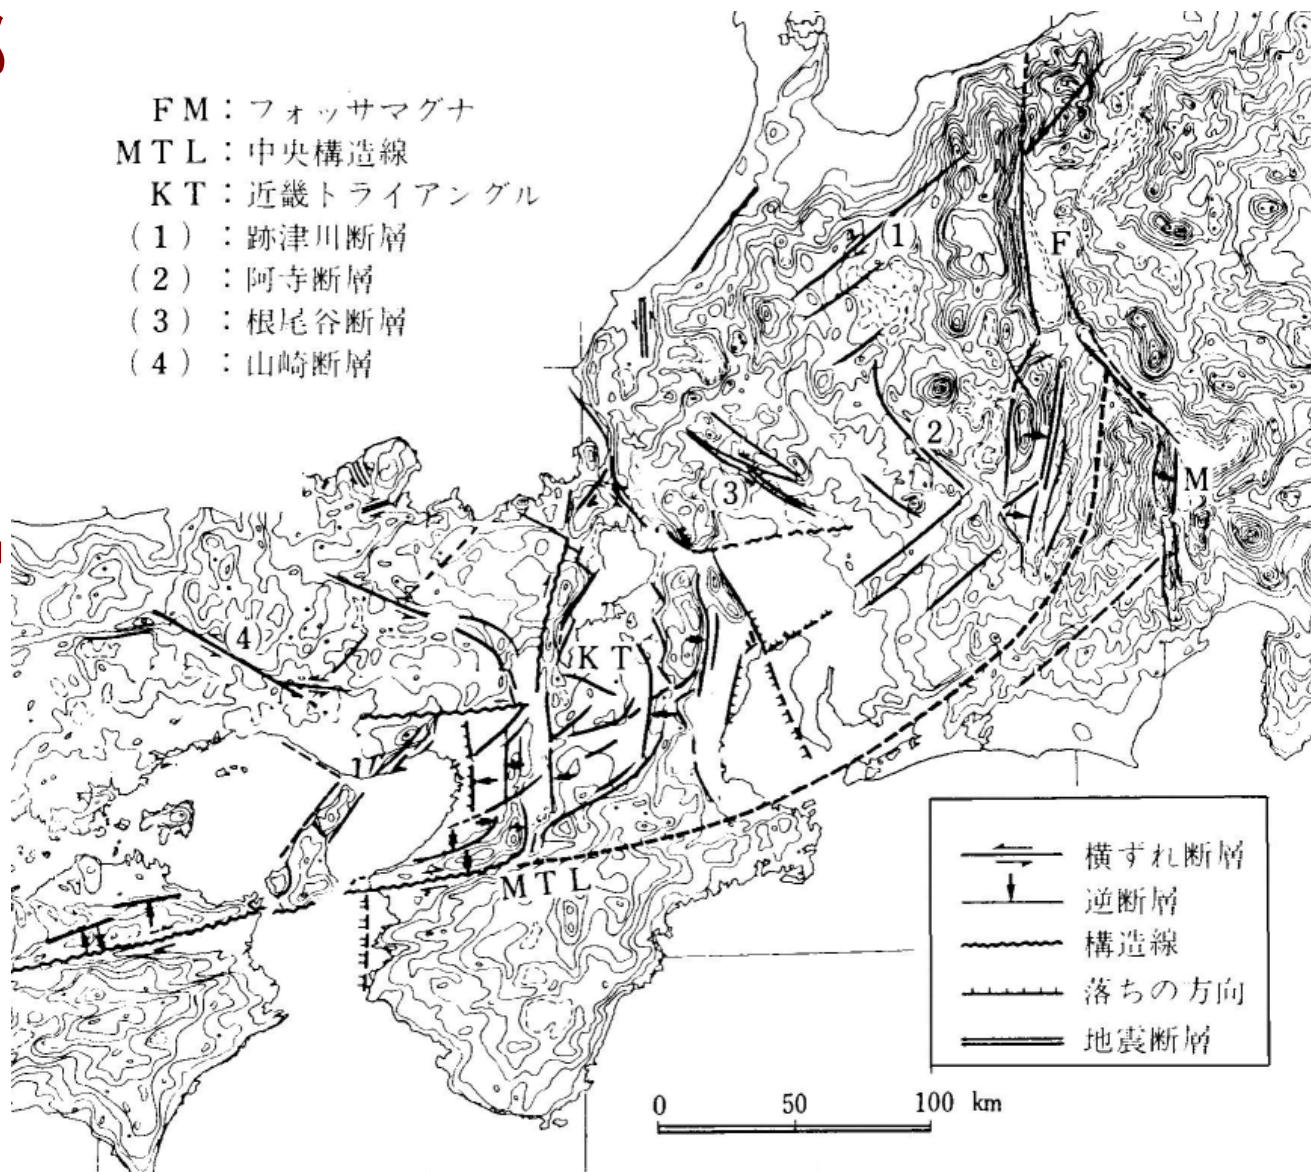 FM：フォッサマグナ
MTL：中央構造線
KT：近畿トライアングル
(1)：跡津川断層
(2)：阿寺断層
(3)：根尾谷断層
(4)：山崎断層
1
F
2
M
3
4
KT
MTL
横ずれ断層
逆断層
構造線
落ちの方向
地震断層
0 50 100 km